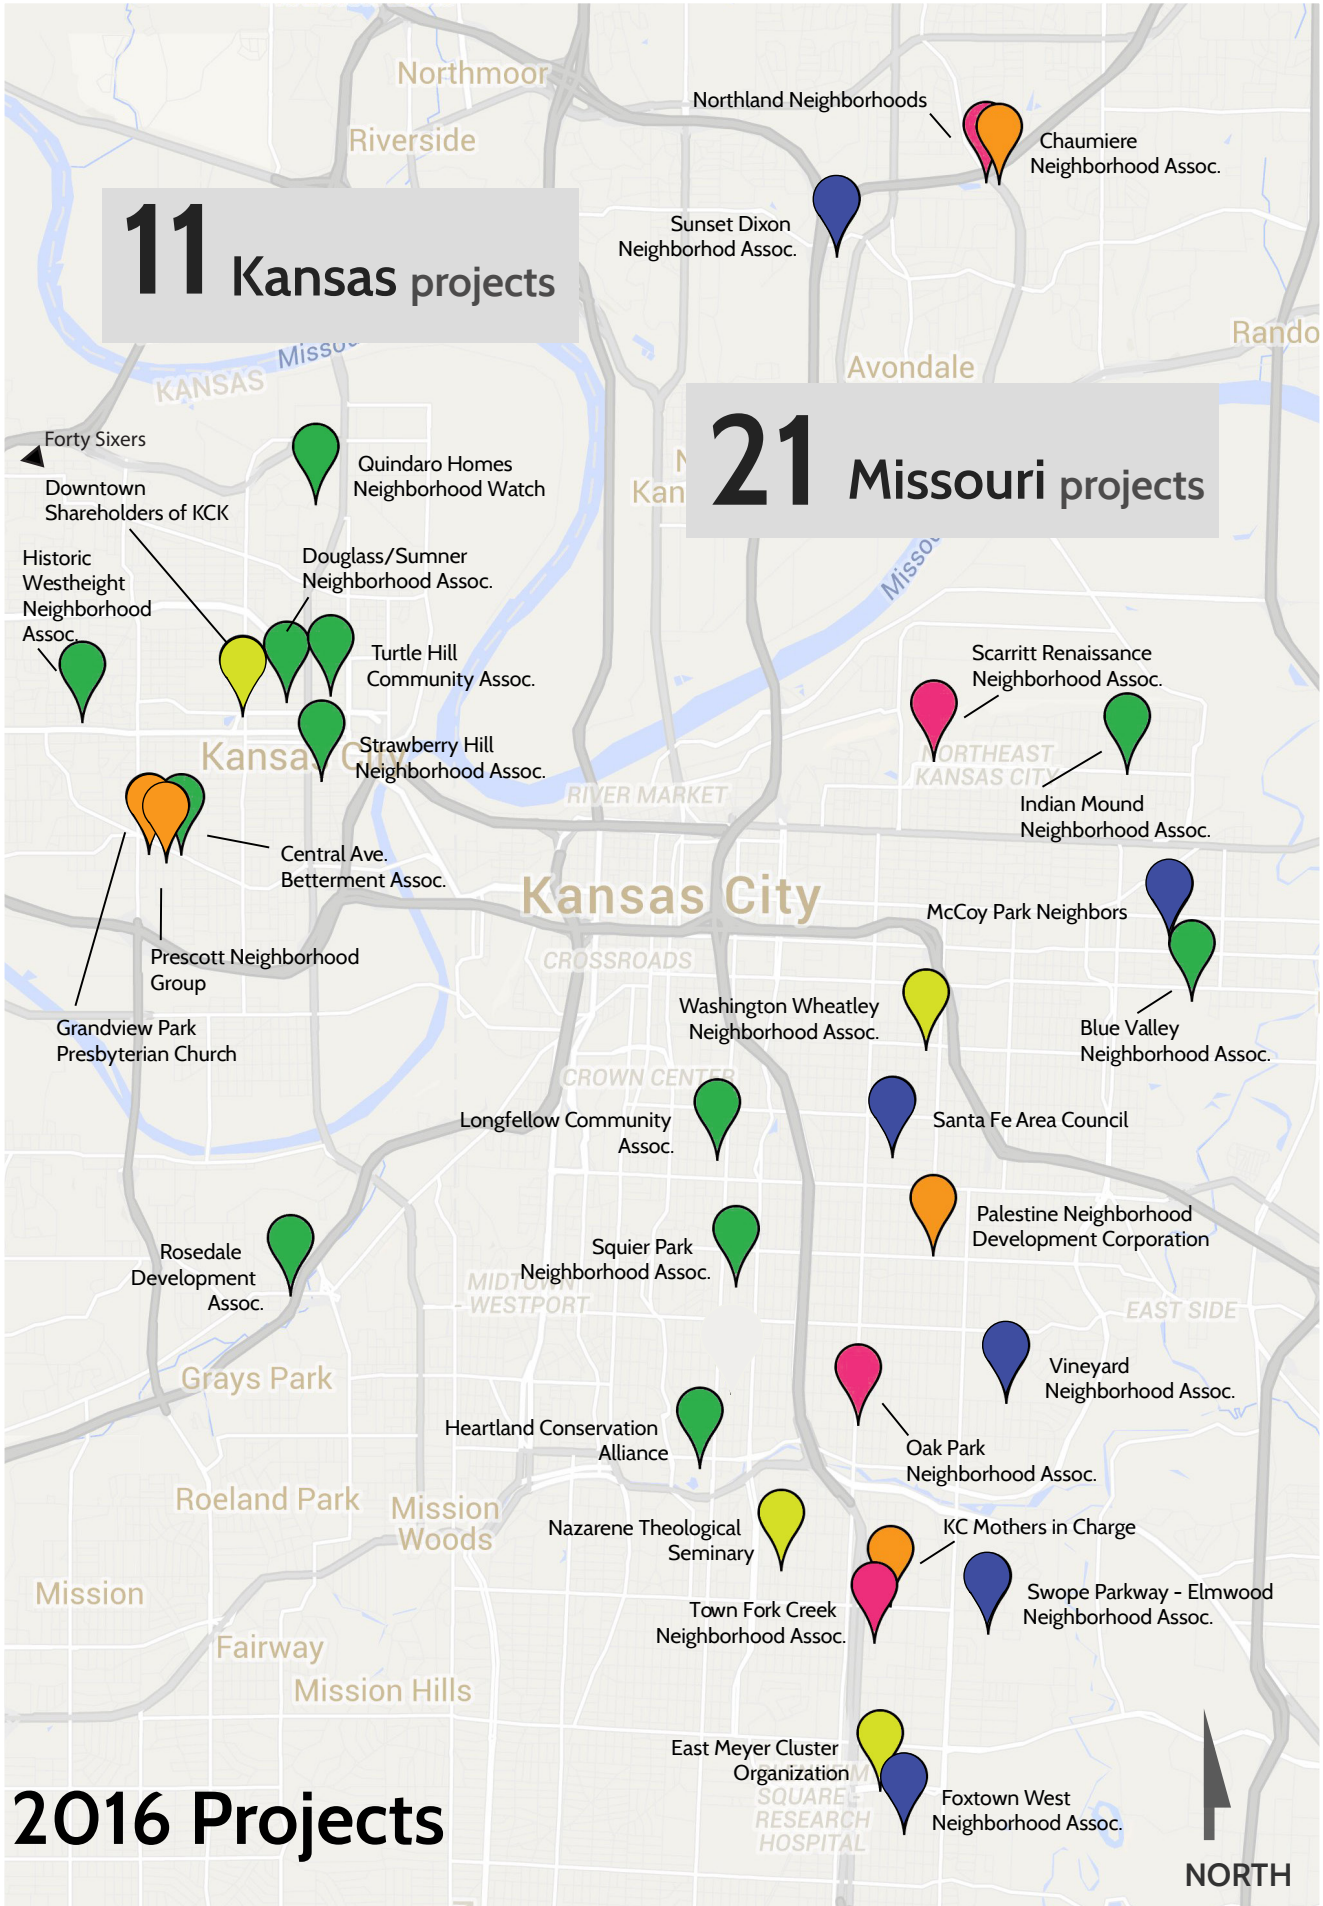 Northmoor
Northland Neighborhoods
Riverside
Chaumiere
Neighborhood Assoc.
Sunset Dixon
Neighborhod Assoc.
11 Kansas projects
Rando
Missou
Avondale
KANSAS
21 Missouri projects
Forty Sixers
Quindaro Homes
Neighborhood Watch
N
Kan
Downtown
Shareholders of KCK
Missou
Historic
Westheight
Neighborhood
Assoc.
Douglass/Sumner
Neighborhood Assoc.
Turtle Hill
Community Assoc.
Scarritt Renaissance
Neighborhood Assoc.
Kansas City
Strawberry Hill
Neighborhood Assoc.
NORTHEAST
KANSAS CITY
RIVER MARKET
Indian Mound
Neighborhood Assoc.
Central Ave.
Betterment Assoc.
Kansas City
McCoy Park Neighbors
Prescott Neighborhood
Group
CROSSROADS
Washington Wheatley
Neighborhood Assoc.
Grandview Park
Presbyterian Church
Blue Valley
Neighborhood Assoc.
CROWN CENTER
Longfellow Community
Assoc.
Santa Fe Area Council
Palestine Neighborhood
Development Corporation
Rosedale
Development
Assoc.
Squier Park
Neighborhood Assoc.
MIDTOWN
- WESTPORT
EAST SIDE
Grays Park
Vineyard
Neighborhood Assoc.
Heartland Conservation
Alliance
Oak Park
Neighborhood Assoc.
Roeland Park
Mission
Woods
Nazarene Theological
Seminary
KC Mothers in Charge
Mission
Swope Parkway - Elmwood
Neighborhood Assoc.
Town Fork Creek
Neighborhood Assoc.
Fairway
Mission Hills
East Meyer Cluster
Organization
SQUARE -
RESEARCH
HOSPITAL
Foxtown West
Neighborhood Assoc.
2016 Projects
NORTH